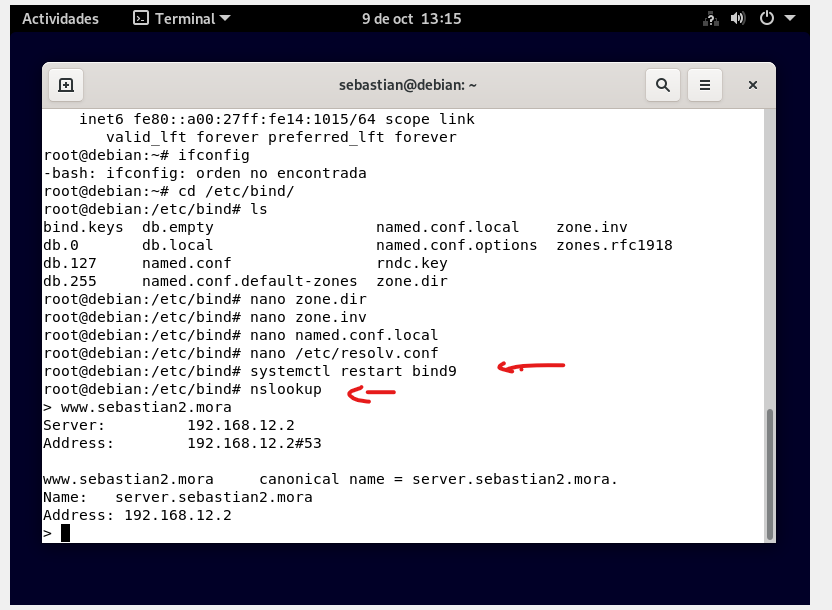 Actividades Terminal 9 de oct 13:15
sebastian@debian: ~
inet6 fe80::a00:27ff:fe14:1015/64 scope link
valid_lft forever preferred_lft forever
root@debian:~# ifconfig
-bash: ifconfig: orden no encontrada
root@debian:~# cd /etc/bind/
root@debian:/etc/bind# ls
bind.keys db.empty named.conf.local zone.inv
db.0 db.local named.conf.options zones.rfc1918
db.127 named.conf rndc.key
db.255 named.conf.default-zones zone.dir
root@debian:/etc/bind# nano zone.dir
root@debian:/etc/bind# nano zone.inv
root@debian:/etc/bind# nano named.conf.local
root@debian:/etc/bind# nano /etc/resolv.conf
root@debian:/etc/bind# systemctl restart bind9
root@debian:/etc/bind# nslookup
> www.sebastian2.mora
Server: 192.168.12.2
Address: 192.168.12.2#53
www.sebastian2.mora canonical name = server.sebastian2.mora.
Name: server.sebastian2.mora
Address: 192.168.12.2
>